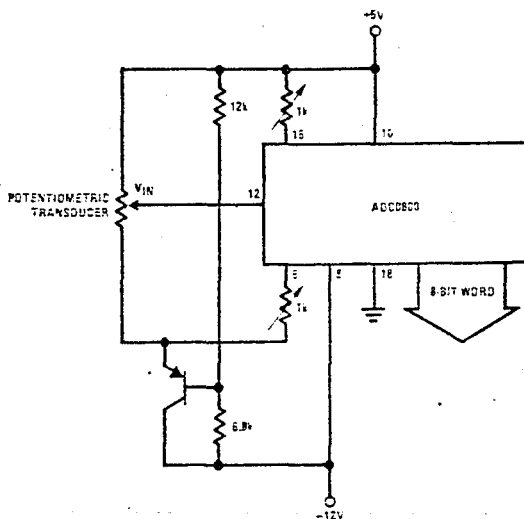 +5V
12k
1k
15
10
V_IN
12
POTENTIOMETRIC
TRANSDUCER
ADC0800
5
8
18
8-BIT WORD
1k
6.8k
-12V